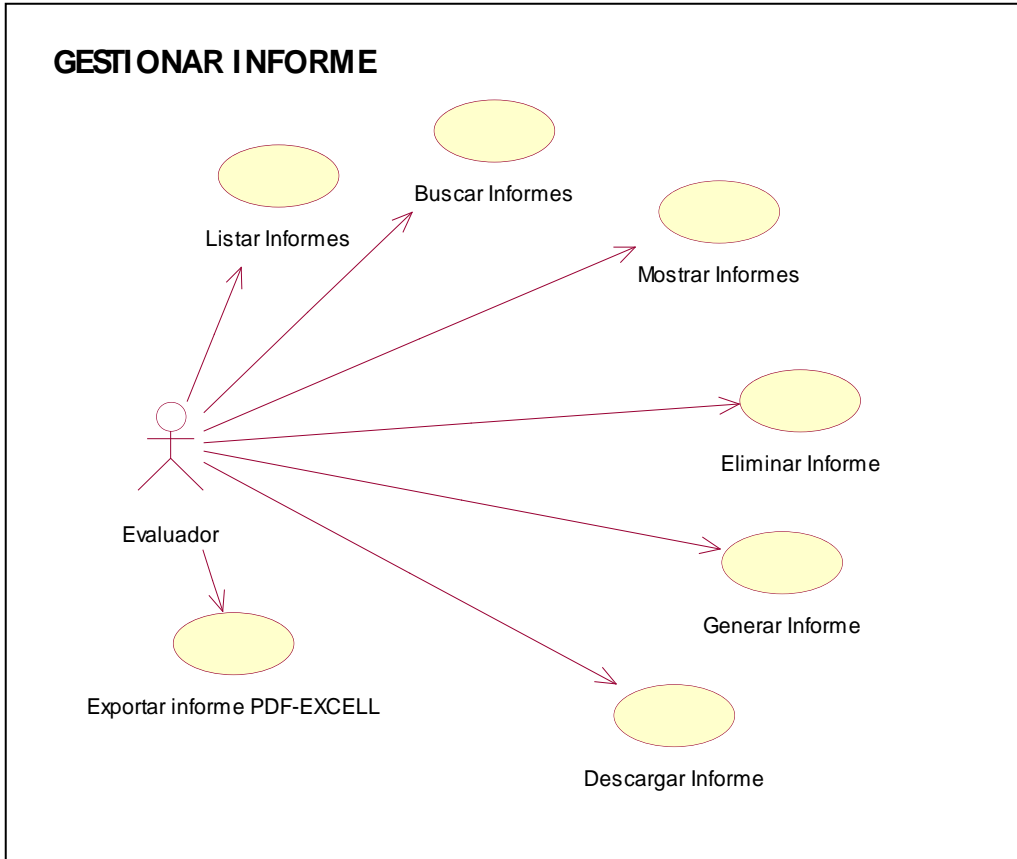 GESTIONAR INFORME
Buscar Informes
Listar Informes
Mostrar Informes
Eliminar Informe
Evaluador
Generar Informe
Exportar informe PDF-EXCELL
Descargar Informe